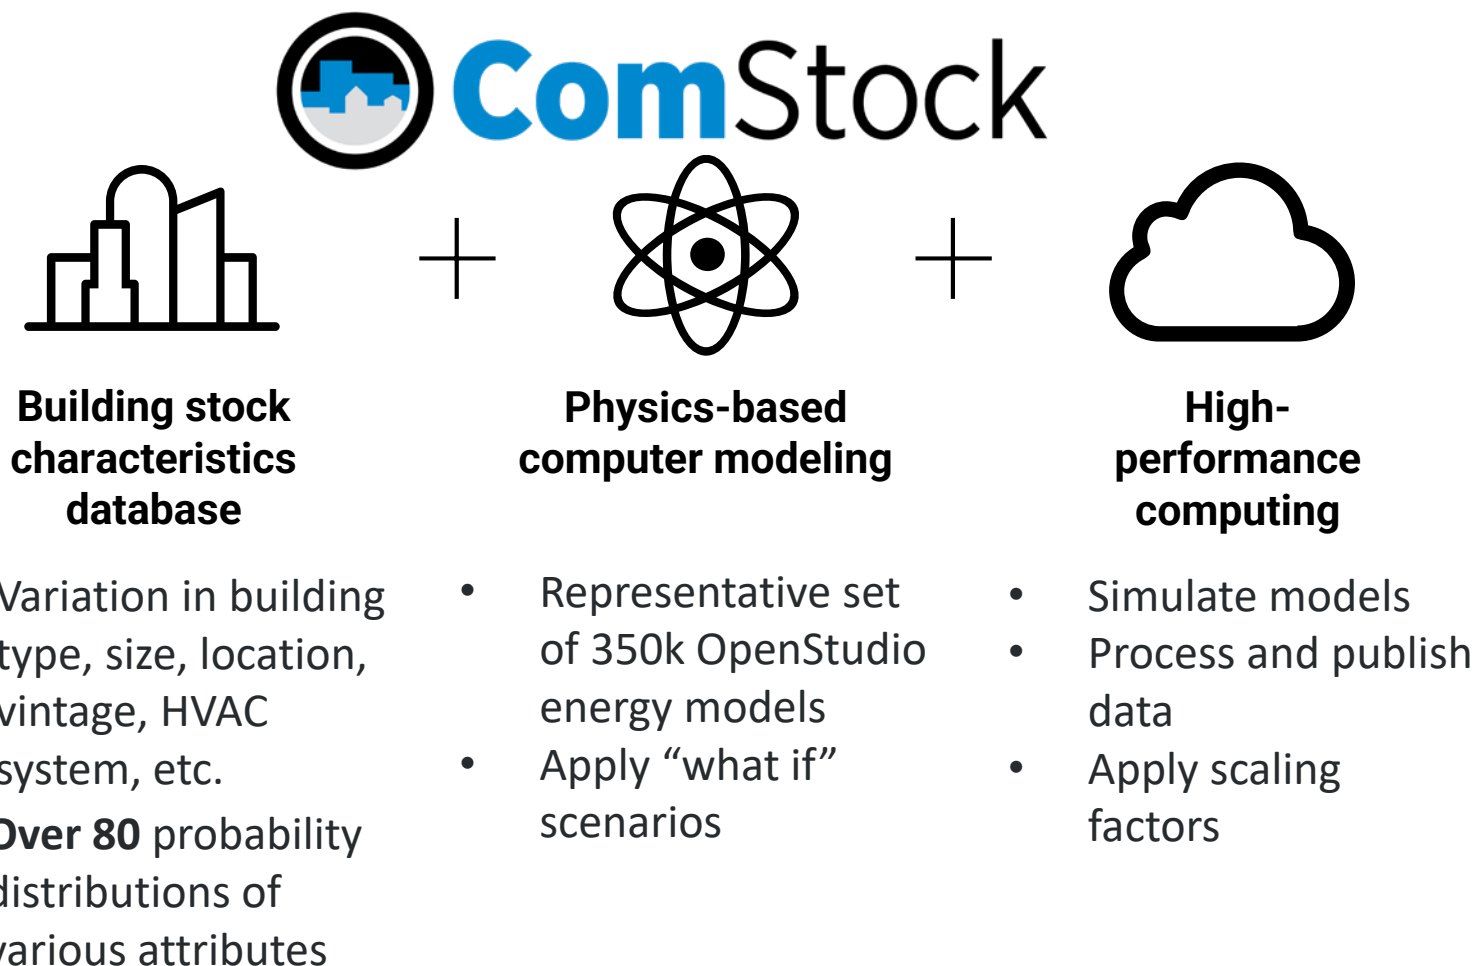 ComStock
Building stock
characteristics
database
Variation in building
type, size, location,
vintage, HVAC
system, etc.
Over 80 probability
distributions of
various attributes
Physics-based
computer modeling
• Representative set
of 350k OpenStudio
energy models
• Apply “what if”
scenarios
High-
performance
computing
• Simulate models
• Process and publish
data
• Apply scaling
factors